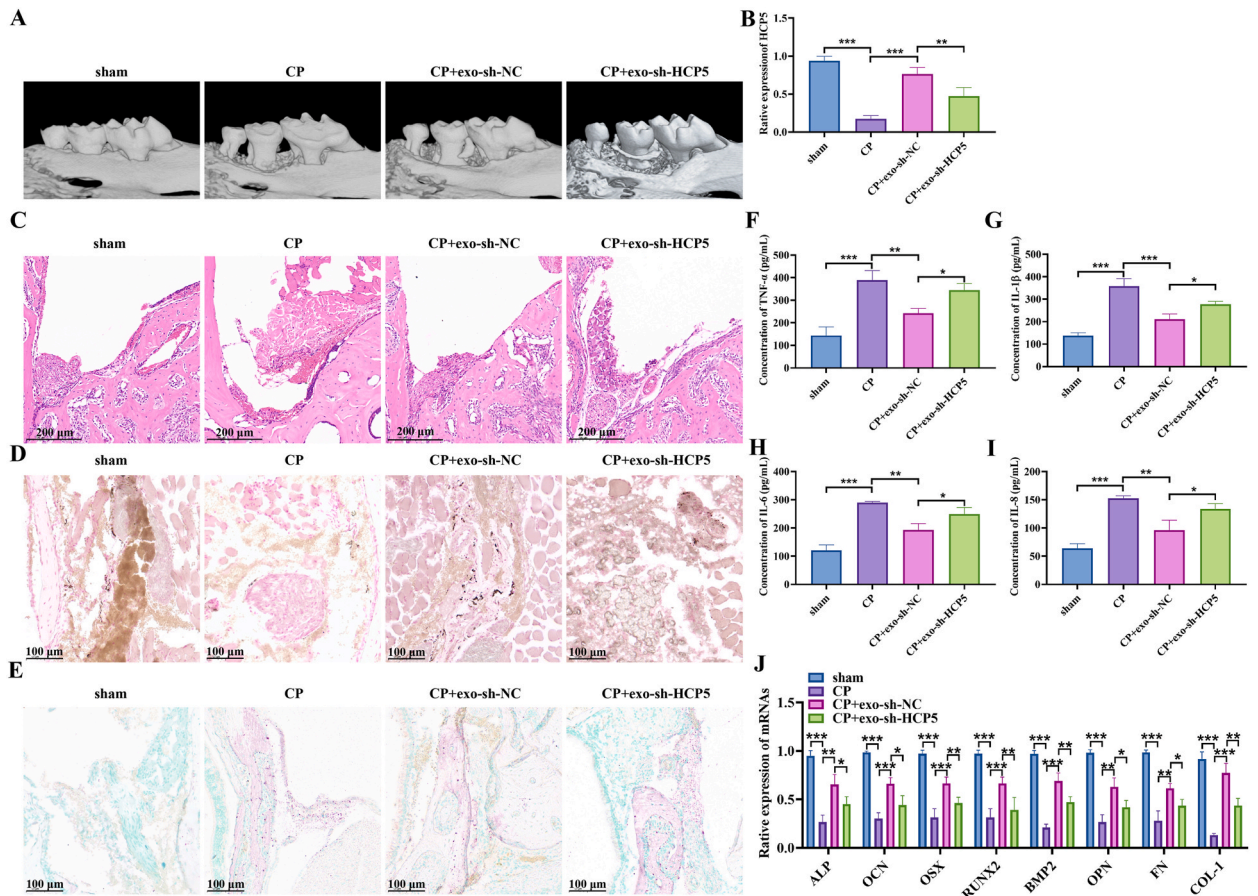 A
sham
CP
CP+exo-sh-NC
CP+exo-sh-HCP5
B
Rative expressionof HCP5
1.5
1.0
0.5
0.0
***
***
**
sham
CP
CP+exo-sh-NC
CP+exo-sh-HCP5
C
sham
CP
CP+exo-sh-NC
CP+exo-sh-HCP5
200 μm
200 μm
200 μm
200 μm
D
sham
CP
CP+exo-sh-NC
CP+exo-sh-HCP5
100 μm
100 μm
100 μm
100 μm
E
sham
CP
CP+exo-sh-NC
CP+exo-sh-HCP5
100 μm
100 μm
100 μm
100 μm
F
Concentration of TNF-α (pg/mL)
500
400
300
200
100
0
***
**
*
sham
CP
CP+exo-sh-NC
CP+exo-sh-HCP5
G
Concentration of IL-1β (pg/mL)
500
400
300
200
100
0
***
***
*
sham
CP
CP+exo-sh-NC
CP+exo-sh-HCP5
H
Concentration of IL-6 (pg/mL)
400
300
200
100
0
***
**
*
sham
CP
CP+exo-sh-NC
CP+exo-sh-HCP5
I
Concentration of IL-8 (pg/mL)
200
150
100
50
0
***
**
*
sham
CP
CP+exo-sh-NC
CP+exo-sh-HCP5
J
sham
CP
CP+exo-sh-NC
CP+exo-sh-HCP5
Rative expression of mRNAs
1.0
0.5
0.0
*** ** *
*** *** *
*** *** **
*** *** **
*** *** **
*** ** *
*** ** *
*** *** **
ALP
OCN
OSX
RUNX2
BMP2
OPN
FN
COL-1